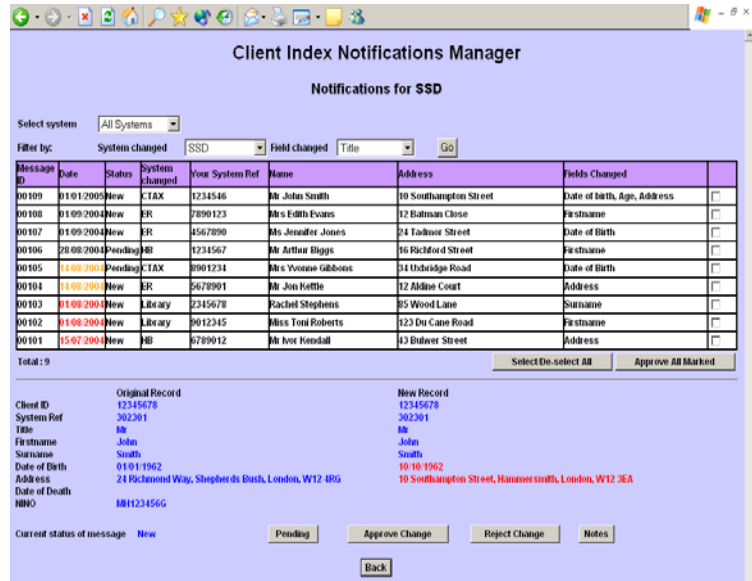 Client Index Notifications Manager
Notifications for SSD
Select system All Systems
Filter by: System changed SSD Field changed Title Go
Message ID Date Status System changed Your System Ref Name Address Fields Changed
00109 01/01/2005 New CTAX 1234546 Mr John Smith 10 Southampton Street Date of birth, Age, Address
00108 01/09/2004 New ER 7890123 Mrs Edith Evans 12 Batman Close Firstname
00107 01/09/2004 New ER 4567890 Ms Jennifer Jones 24 Tadmor Street Date of Birth
00106 28/08/2004 Pending HB 1234567 Mr Arthur Biggs 16 Richford Street Firstname
00105 14/08/2004 Pending CTAX 8901234 Mrs Yvonne Gibbons 34 Uxbridge Road Date of Birth
00104 14/08/2004 New ER 5678901 Mr Jon Kettle 12 Aldine Court Address
00103 01/08/2004 New Library 2345678 Rachel Stephens 85 Wood Lane Surname
00102 01/08/2004 New Library 9012345 Miss Toni Roberts 123 Du Cane Road Firstname
00101 15/07/2004 New HB 6789012 Mr Ivor Kendall 43 Bulwer Street Address
Total : 9 Select/De-select All Approve All Marked
Original Record New Record
Client ID 12345678 12345678
System Ref 302301 302301
Title Mr Mr
Firstname John John
Surname Smith Smith
Date of Birth 01/01/1962 10/10/1962
Address 24 Richmond Way, Shepherds Bush, London, W12 4RG 10 Southampton Street, Hammersmith, London, W12 3EA
Date of Death
NINO MH123456G
Current status of message New Pending Approve Change Reject Change Notes
Back